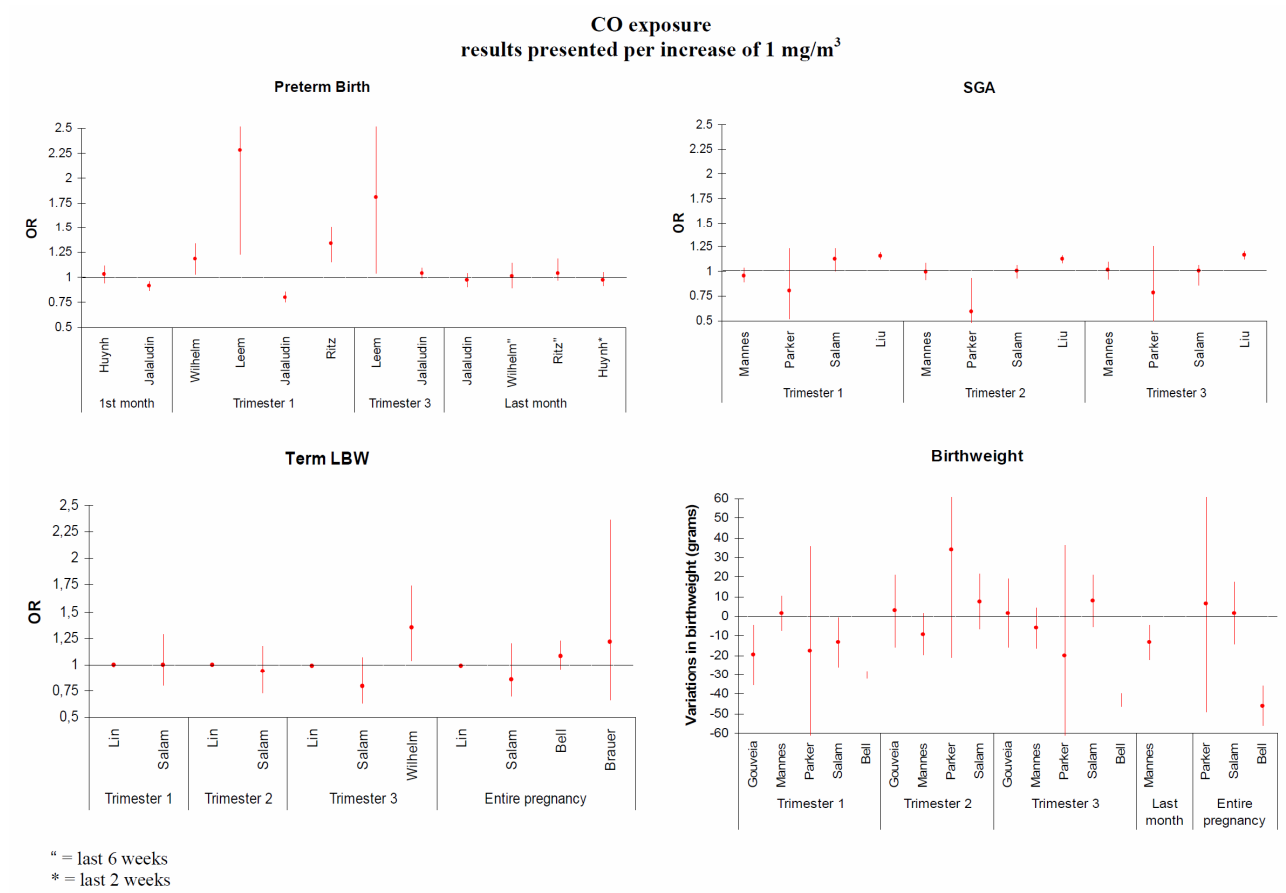 CO exposure
results presented per increase of 1 mg/m³
Preterm Birth
OR
2.5
2.25
2
1.75
1.5
1.25
1
0.75
0.5
Huynh
Jalaludin
Wilhelm
Leem
Jalaludin
Ritz
Leem
Jalaludin
Jalaludin
Wilhelm"
Ritz"
Huynh*
1st month
Trimester 1
Trimester 3
Last month
SGA
OR
2.5
2.25
2
1.75
1.5
1.25
1
0.75
0.5
Mannes
Parker
Salam
Liu
Mannes
Parker
Salam
Liu
Mannes
Parker
Salam
Liu
Trimester 1
Trimester 2
Trimester 3
Term LBW
OR
2,5
2,25
2
1,75
1,5
1,25
1
0,75
0,5
Lin
Salam
Lin
Salam
Lin
Salam
Wilhelm
Lin
Salam
Bell
Brauer
Trimester 1
Trimester 2
Trimester 3
Entire pregnancy
Birthweight
Variations in birthweight (grams)
60
50
40
30
20
10
0
-10
-20
-30
-40
-50
-60
Gouveia
Mannes
Parker
Salam
Bell
Gouveia
Mannes
Parker
Salam
Gouveia
Mannes
Parker
Salam
Bell
Mannes
Parker
Salam
Bell
Trimester 1
Trimester 2
Trimester 3
Last
month
Entire
pregnancy
“ = last 6 weeks
* = last 2 weeks